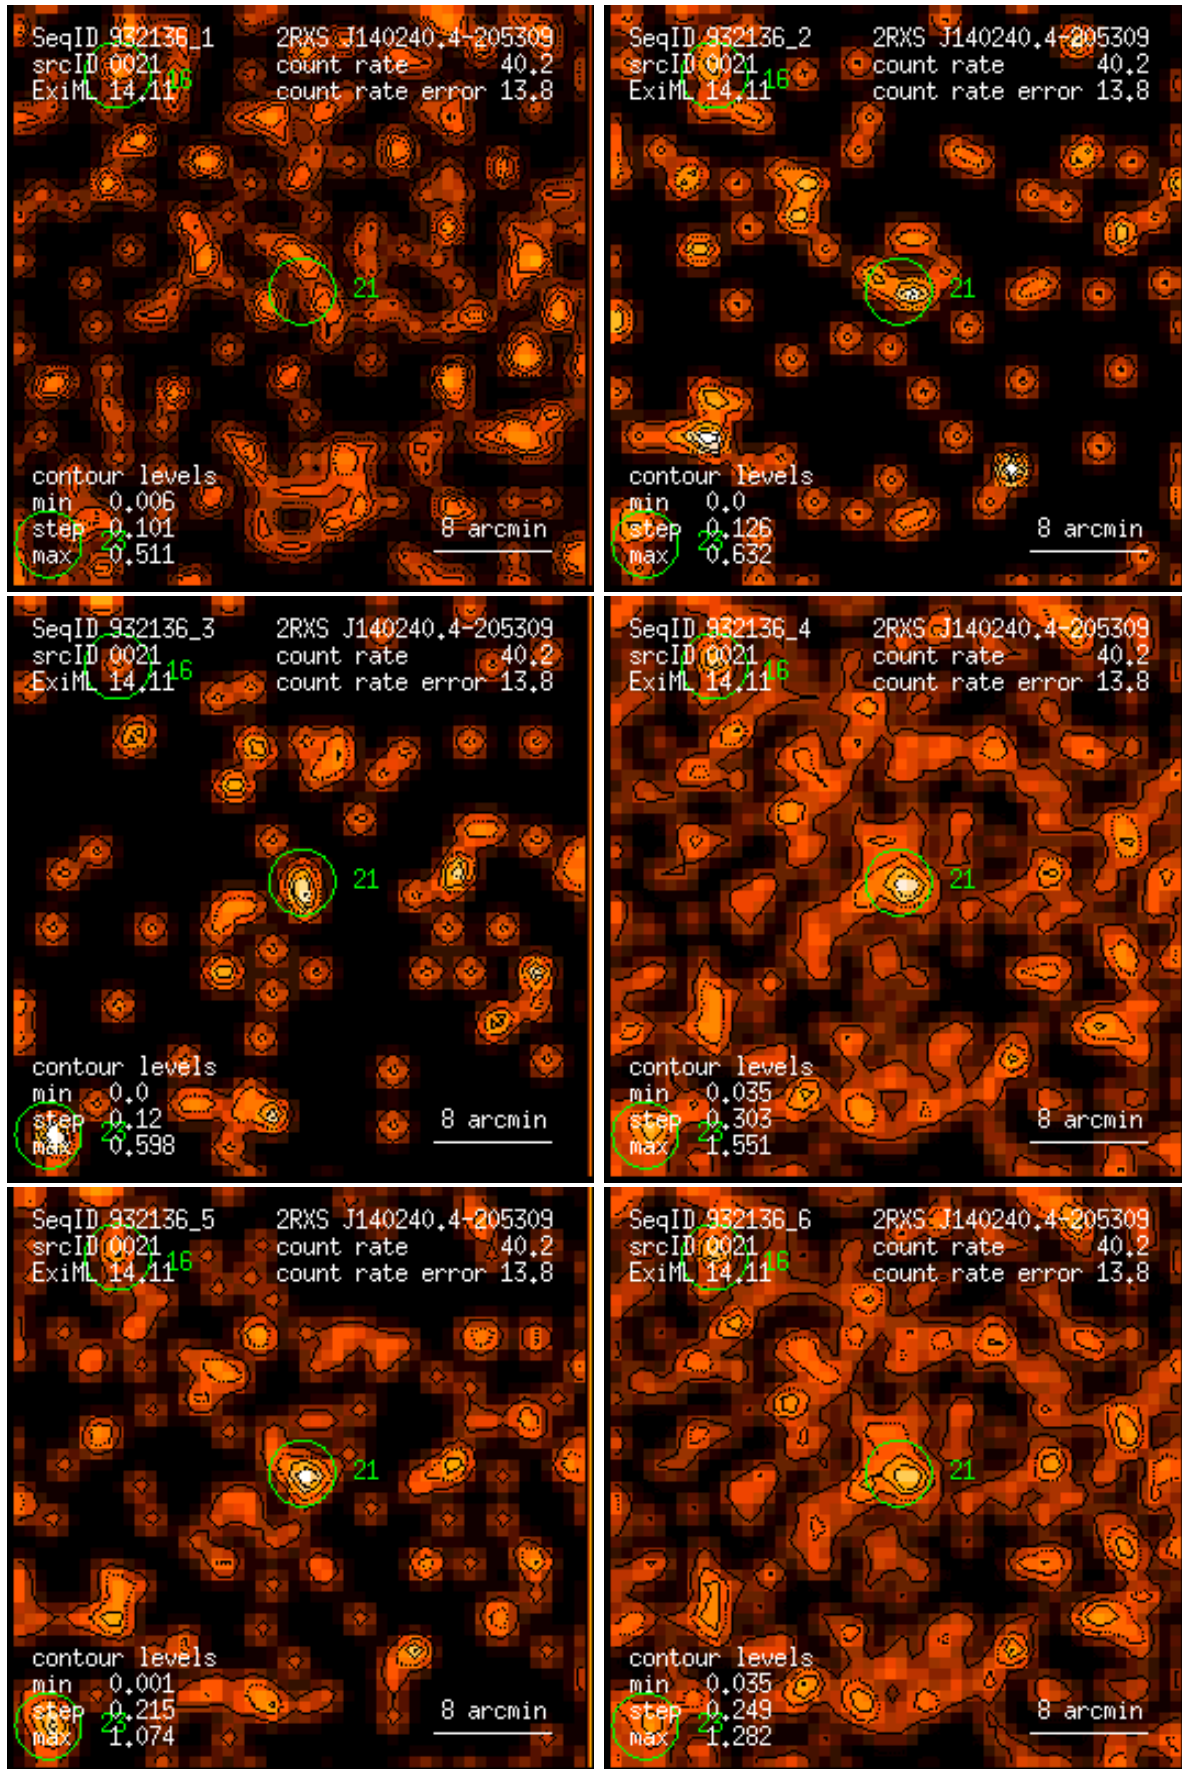 SeqID 932136_1 2RXS J140240.4-205309
srcID 0021 16 count rate 40.2
ExiML 14.11 count rate error 13.8
21
contour levels
min 0.006
step 0.101 8 arcmin
23
max 0.511
SeqID 932136_2 2RXS J140240.4-205309
srcID 0021 16 count rate 40.2
ExiML 14.11 count rate error 13.8
21
contour levels
min 0.0
step 0.126 8 arcmin
23
max 0.632
SeqID 932136_3 2RXS J140240.4-205309
srcID 0021 16 count rate 40.2
ExiML 14.11 count rate error 13.8
21
contour levels
min 0.0
step 0.12 8 arcmin
23
max 0.598
SeqID 932136_4 2RXS J140240.4-205309
srcID 0021 16 count rate 40.2
ExiML 14.11 count rate error 13.8
21
contour levels
min 0.035
step 0.303 8 arcmin
23
max 1.551
SeqID 932136_5 2RXS J140240.4-205309
srcID 0021 16 count rate 40.2
ExiML 14.11 count rate error 13.8
21
contour levels
min 0.001
step 0.215 8 arcmin
23
max 1.074
SeqID 932136_6 2RXS J140240.4-205309
srcID 0021 16 count rate 40.2
ExiML 14.11 count rate error 13.8
21
contour levels
min 0.035
step 0.249 8 arcmin
23
max 1.282